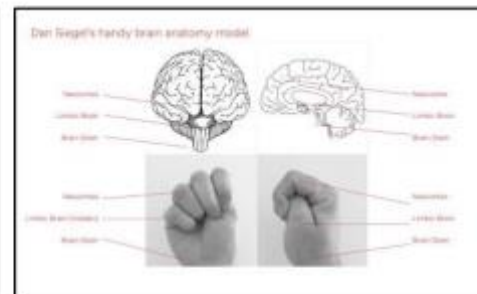 Dan Siegel's handy brain anatomy model
Neocortex
Limbic Brain
Brain Stem
Neocortex
Limbic Brain
Brain Stem
Neocortex
Limbic Brain
Brain Stem
Neocortex
Limbic Brain
Brain Stem